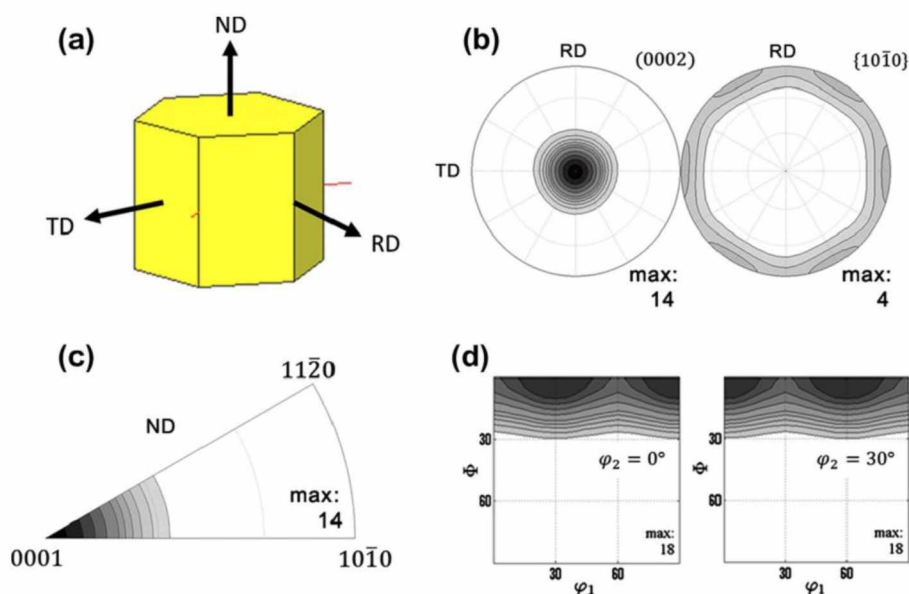 (a)
ND
TD
RD
(b)
RD
(0002)
TD
max:
14
RD
{101̅0}
max:
4
(c)
112̅0
ND
max:
14
0001
101̅0
(d)
30
60
Φ
φ₂ = 0°
max:
18
30 60
φ₁
30
60
Φ
φ₂ = 30°
max:
18
30 60
φ₁